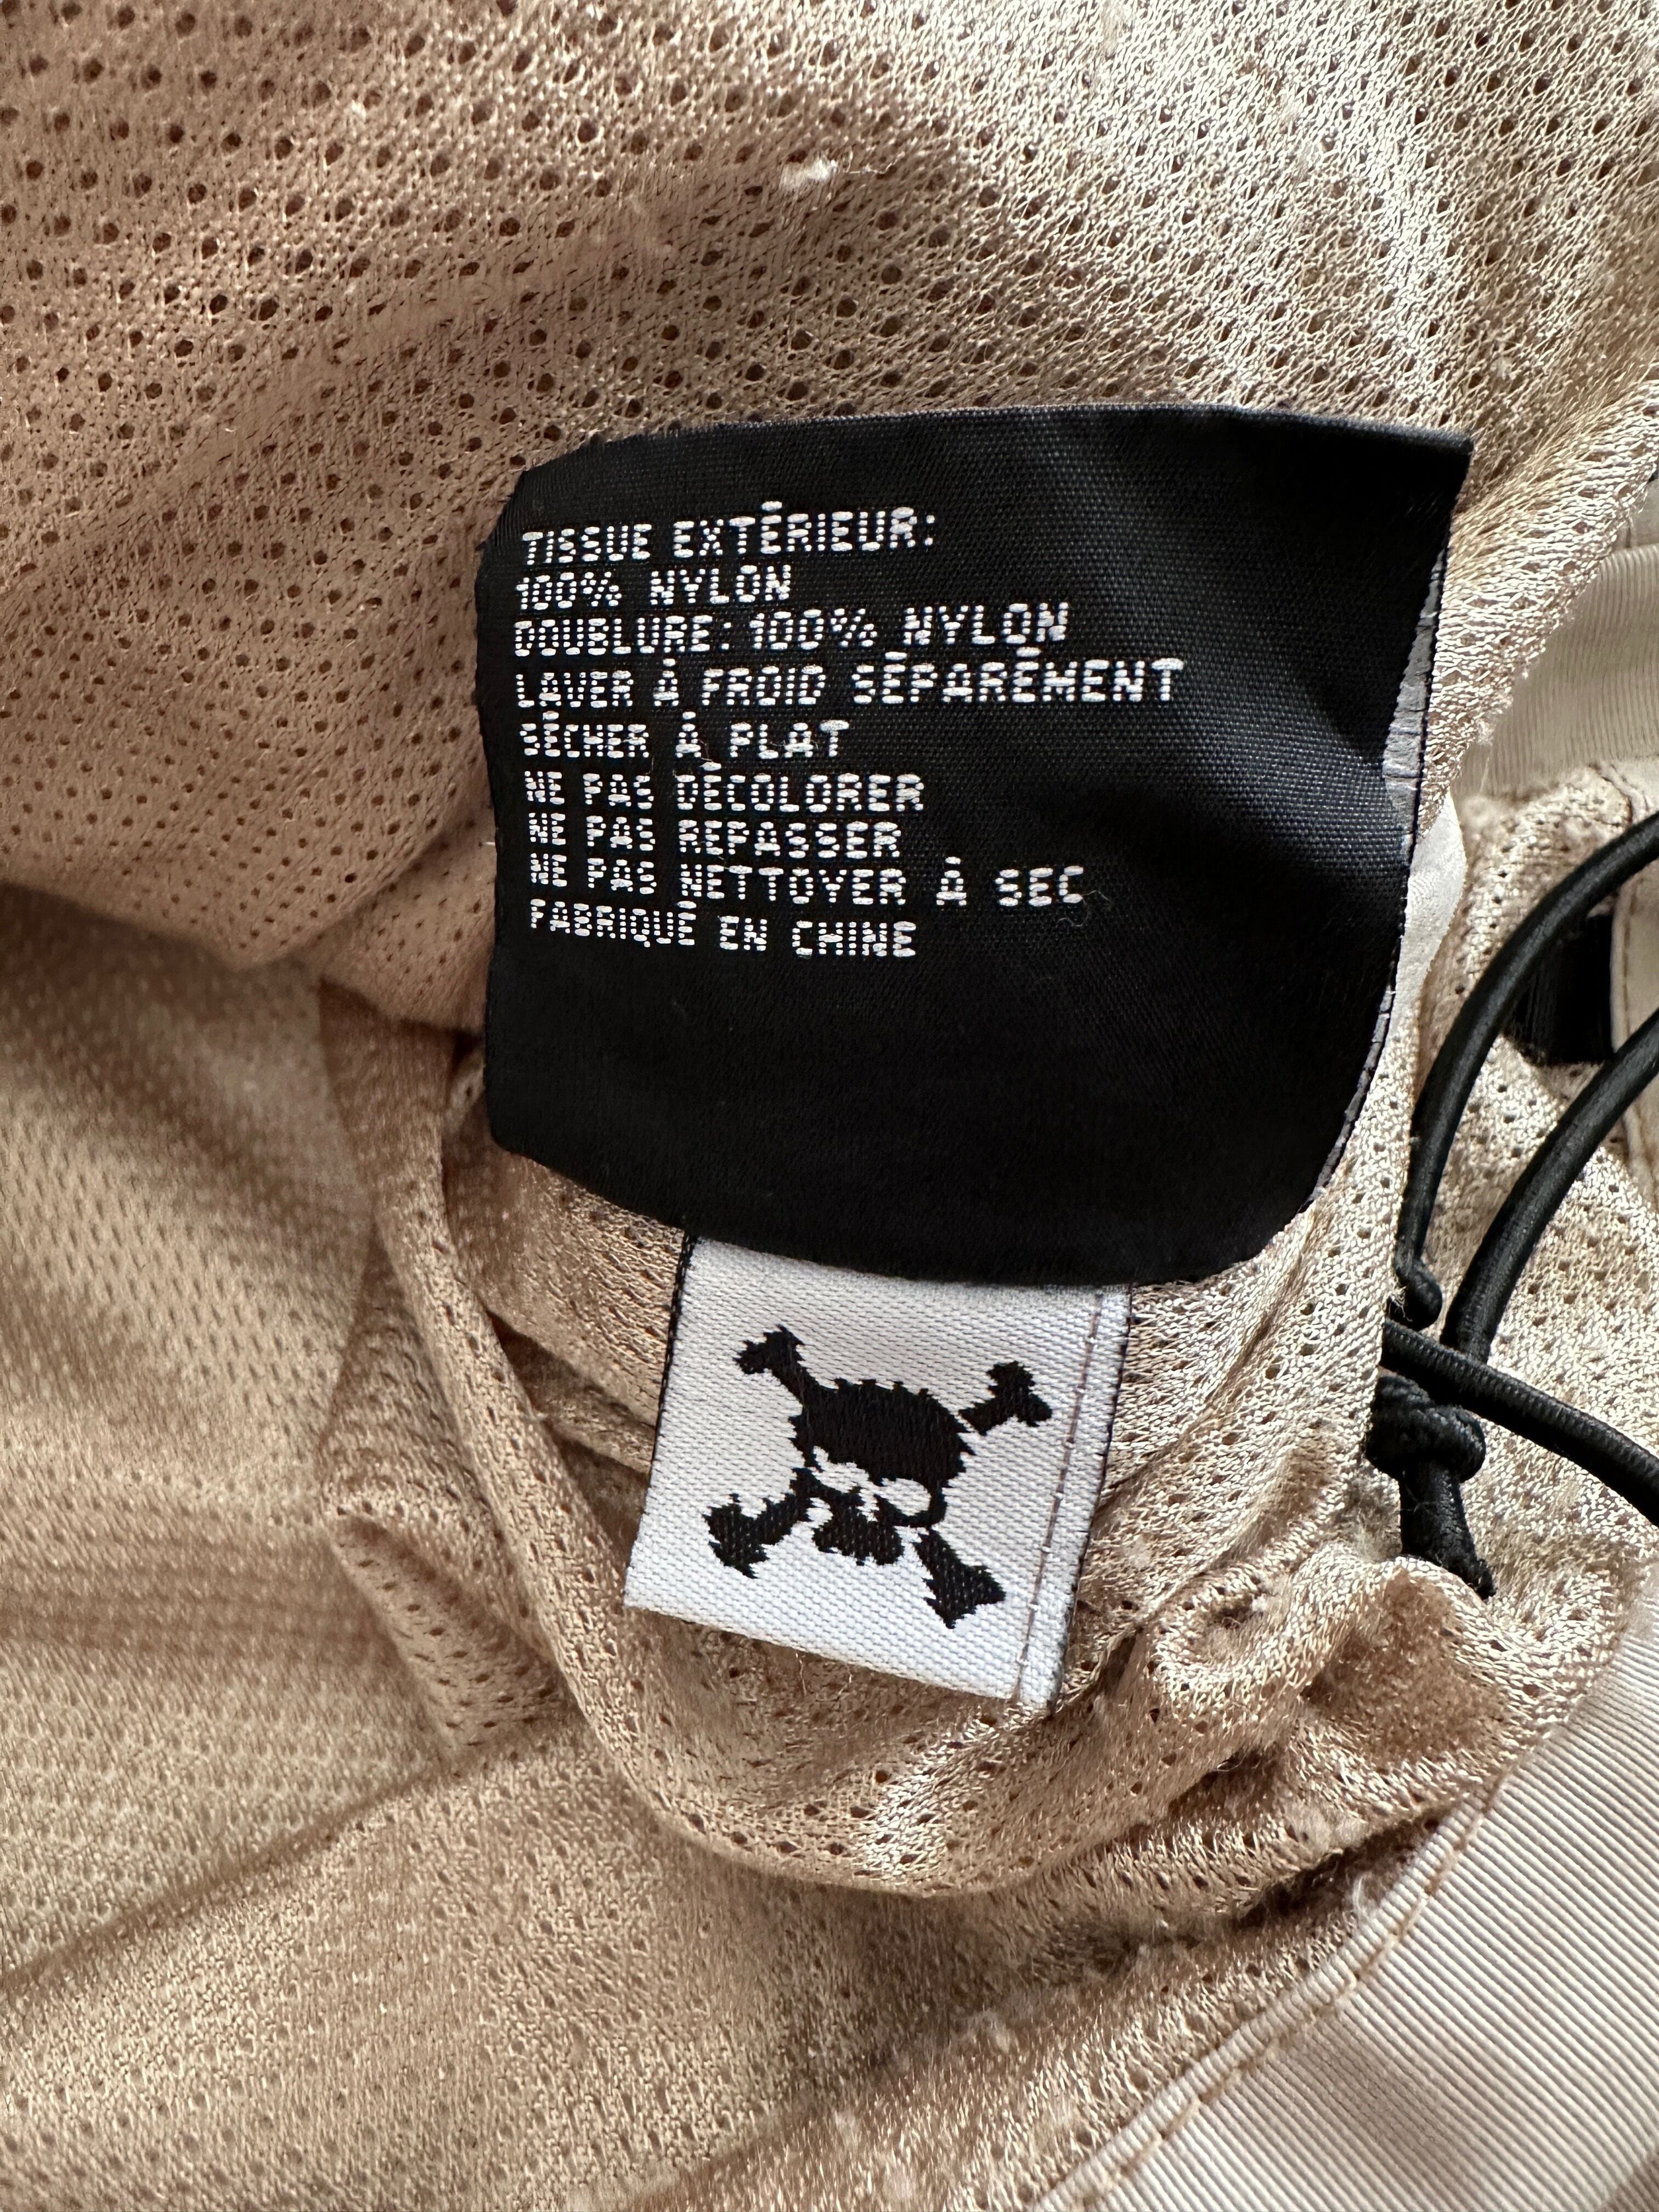 TISSUE EXTÉRIEUR:
100% NYLON
DOUBLURE: 100% NYLON
LAVER À FROID SÉPARÉMENT
SÉCHER À PLAT
NE PAS DÉCOLORER
NE PAS REPASSER
NE PAS NETTOYER À SEC
FABRIQUÉ EN CHINE